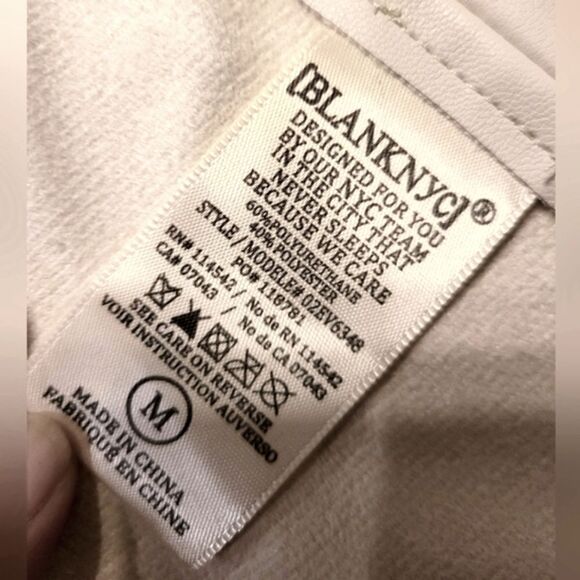 [BLANKNYC]®
DESIGNED FOR YOU
BY OUR NYC TEAM
IN THE CITY THAT
NEVER SLEEPS
BECAUSE WE CARE
60%POLYURETHANE
40%POLYESTER
STYLE / MODELE# 02EV6348
PO# 118781
RN# 114542 / No de RN 114542
CA# 07043 / No de CA 07043
SEE CARE ON REVERSE
VOIR INSTRUCTION AUVERSO
M
MADE IN CHINA
FABRIQUE EN CHINE